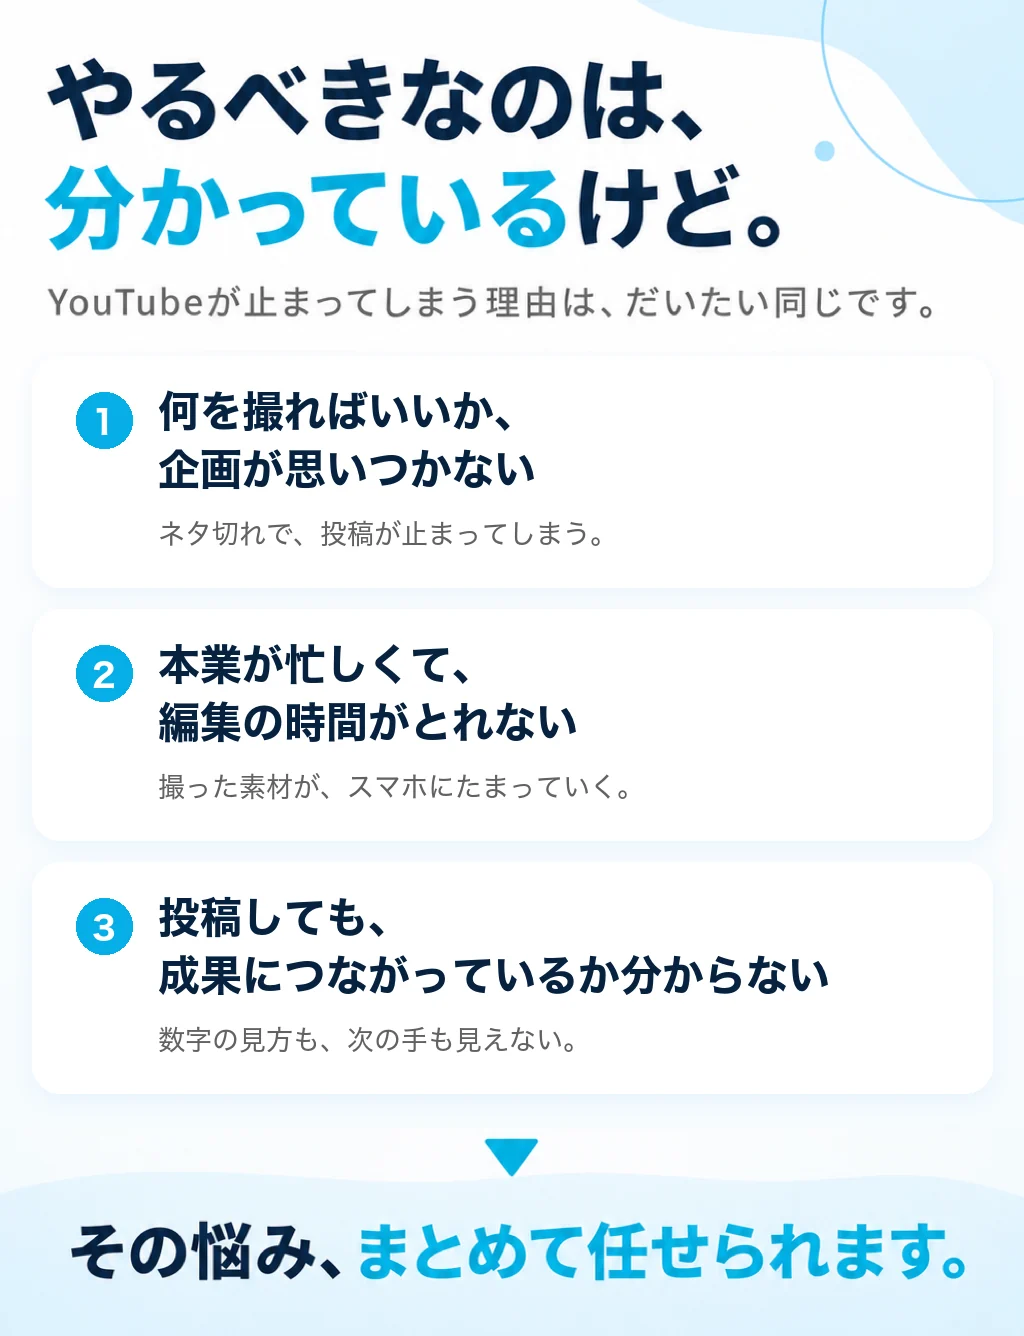 やるべきなのは、
分かっているけど。
YouTubeが止まってしまう理由は、だいたい同じです。
1
何を撮ればいいか、
企画が思いつかない
ネタ切れで、投稿が止まってしまう。
2
本業が忙しくて、
編集の時間がとれない
撮った素材が、スマホにたまっていく。
3
投稿しても、
成果につながっているか分からない
数字の見方も、次の手も見えない。
その悩み、まとめて任せられます。